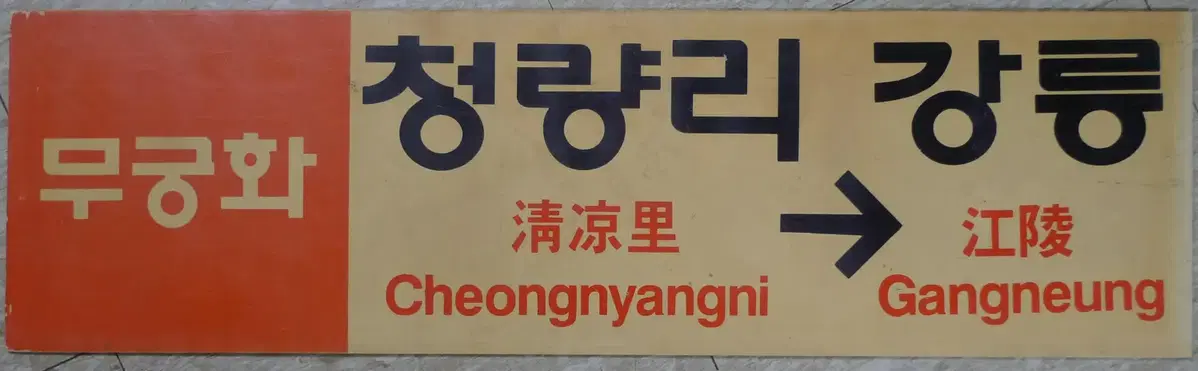 무궁화
청량리 강릉
淸凉里 → 江陵
Cheongnyangni Gangneung